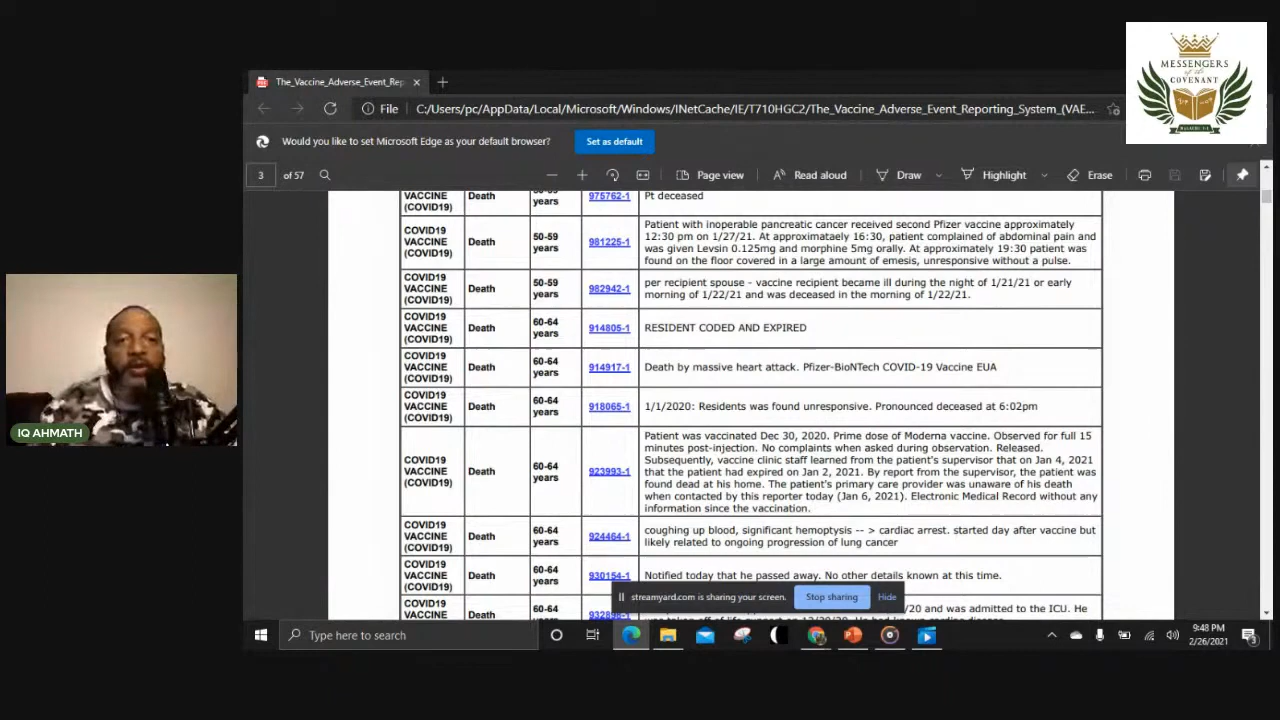 MESSENGERS
of the
COVENANT
The_Vaccine_Adverse_Event_Rep
File
C:/Users/pc/AppData/Local/Microsoft/Windows/INetCache/IE/T710HGC2/The_Vaccine_Adverse_Event_Reporting_System_(VAE...
Would you like to set Microsoft Edge as your default browser?
Set as default
3 of 57
Page view
Read aloud
Draw
Highlight
Erase
VACCINE
(COVID19)
Death
years
975762-1
Pt deceased
COVID19
VACCINE
(COVID19)
Death
50-59
years
981225-1
Patient with inoperable pancreatic cancer received second Pfizer vaccine approximately
12:30 pm on 1/27/21. At approximataely 16:30, patient complained of abdominal pain and
was given Levsin 0.125mg and morphine 5mg orally. At approximately 19:30 patient was
found on the floor covered in a large amount of emesis, unresponsive without a pulse.
COVID19
VACCINE
(COVID19)
Death
50-59
years
982942-1
per recipient spouse - vaccine recipient became ill during the night of 1/21/21 or early
morning of 1/22/21 and was deceased in the morning of 1/22/21.
COVID19
VACCINE
(COVID19)
Death
60-64
years
914805-1
RESIDENT CODED AND EXPIRED
COVID19
VACCINE
(COVID19)
Death
60-64
years
914917-1
Death by massive heart attack. Pfizer-BioNTech COVID-19 Vaccine EUA
COVID19
VACCINE
(COVID19)
Death
60-64
years
918065-1
1/1/2020: Residents was found unresponsive. Pronounced deceased at 6:02pm
COVID19
VACCINE
(COVID19)
Death
60-64
years
923993-1
Patient was vaccinated Dec 30, 2020. Prime dose of Moderna vaccine. Observed for full 15
minutes post-injection. No complaints when asked during observation. Released.
Subsequently, vaccine clinic staff learned from the patient's supervisor that on Jan 4, 2021
that the patient had expired on Jan 2, 2021. By report from the supervisor, the patient was
found dead at his home. The patient's primary care provider was unaware of his death
when contacted by this reporter today (Jan 6, 2021). Electronic Medical Record without any
information since the vaccination.
COVID19
VACCINE
(COVID19)
Death
60-64
years
924464-1
coughing up blood, significant hemoptysis -- > cardiac arrest. started day after vaccine but
likely related to ongoing progression of lung cancer
COVID19
VACCINE
(COVID19)
Death
60-64
years
930154-1
Notified today that he passed away. No other details known at this time.
COVID19
VACCINE
Death
60-64
/20 and was admitted to the ICU. He
streamyard.com is sharing your screen.
Stop sharing
Hide
IQ AHMATH
Type here to search
9:48 PM
2/26/2021
3